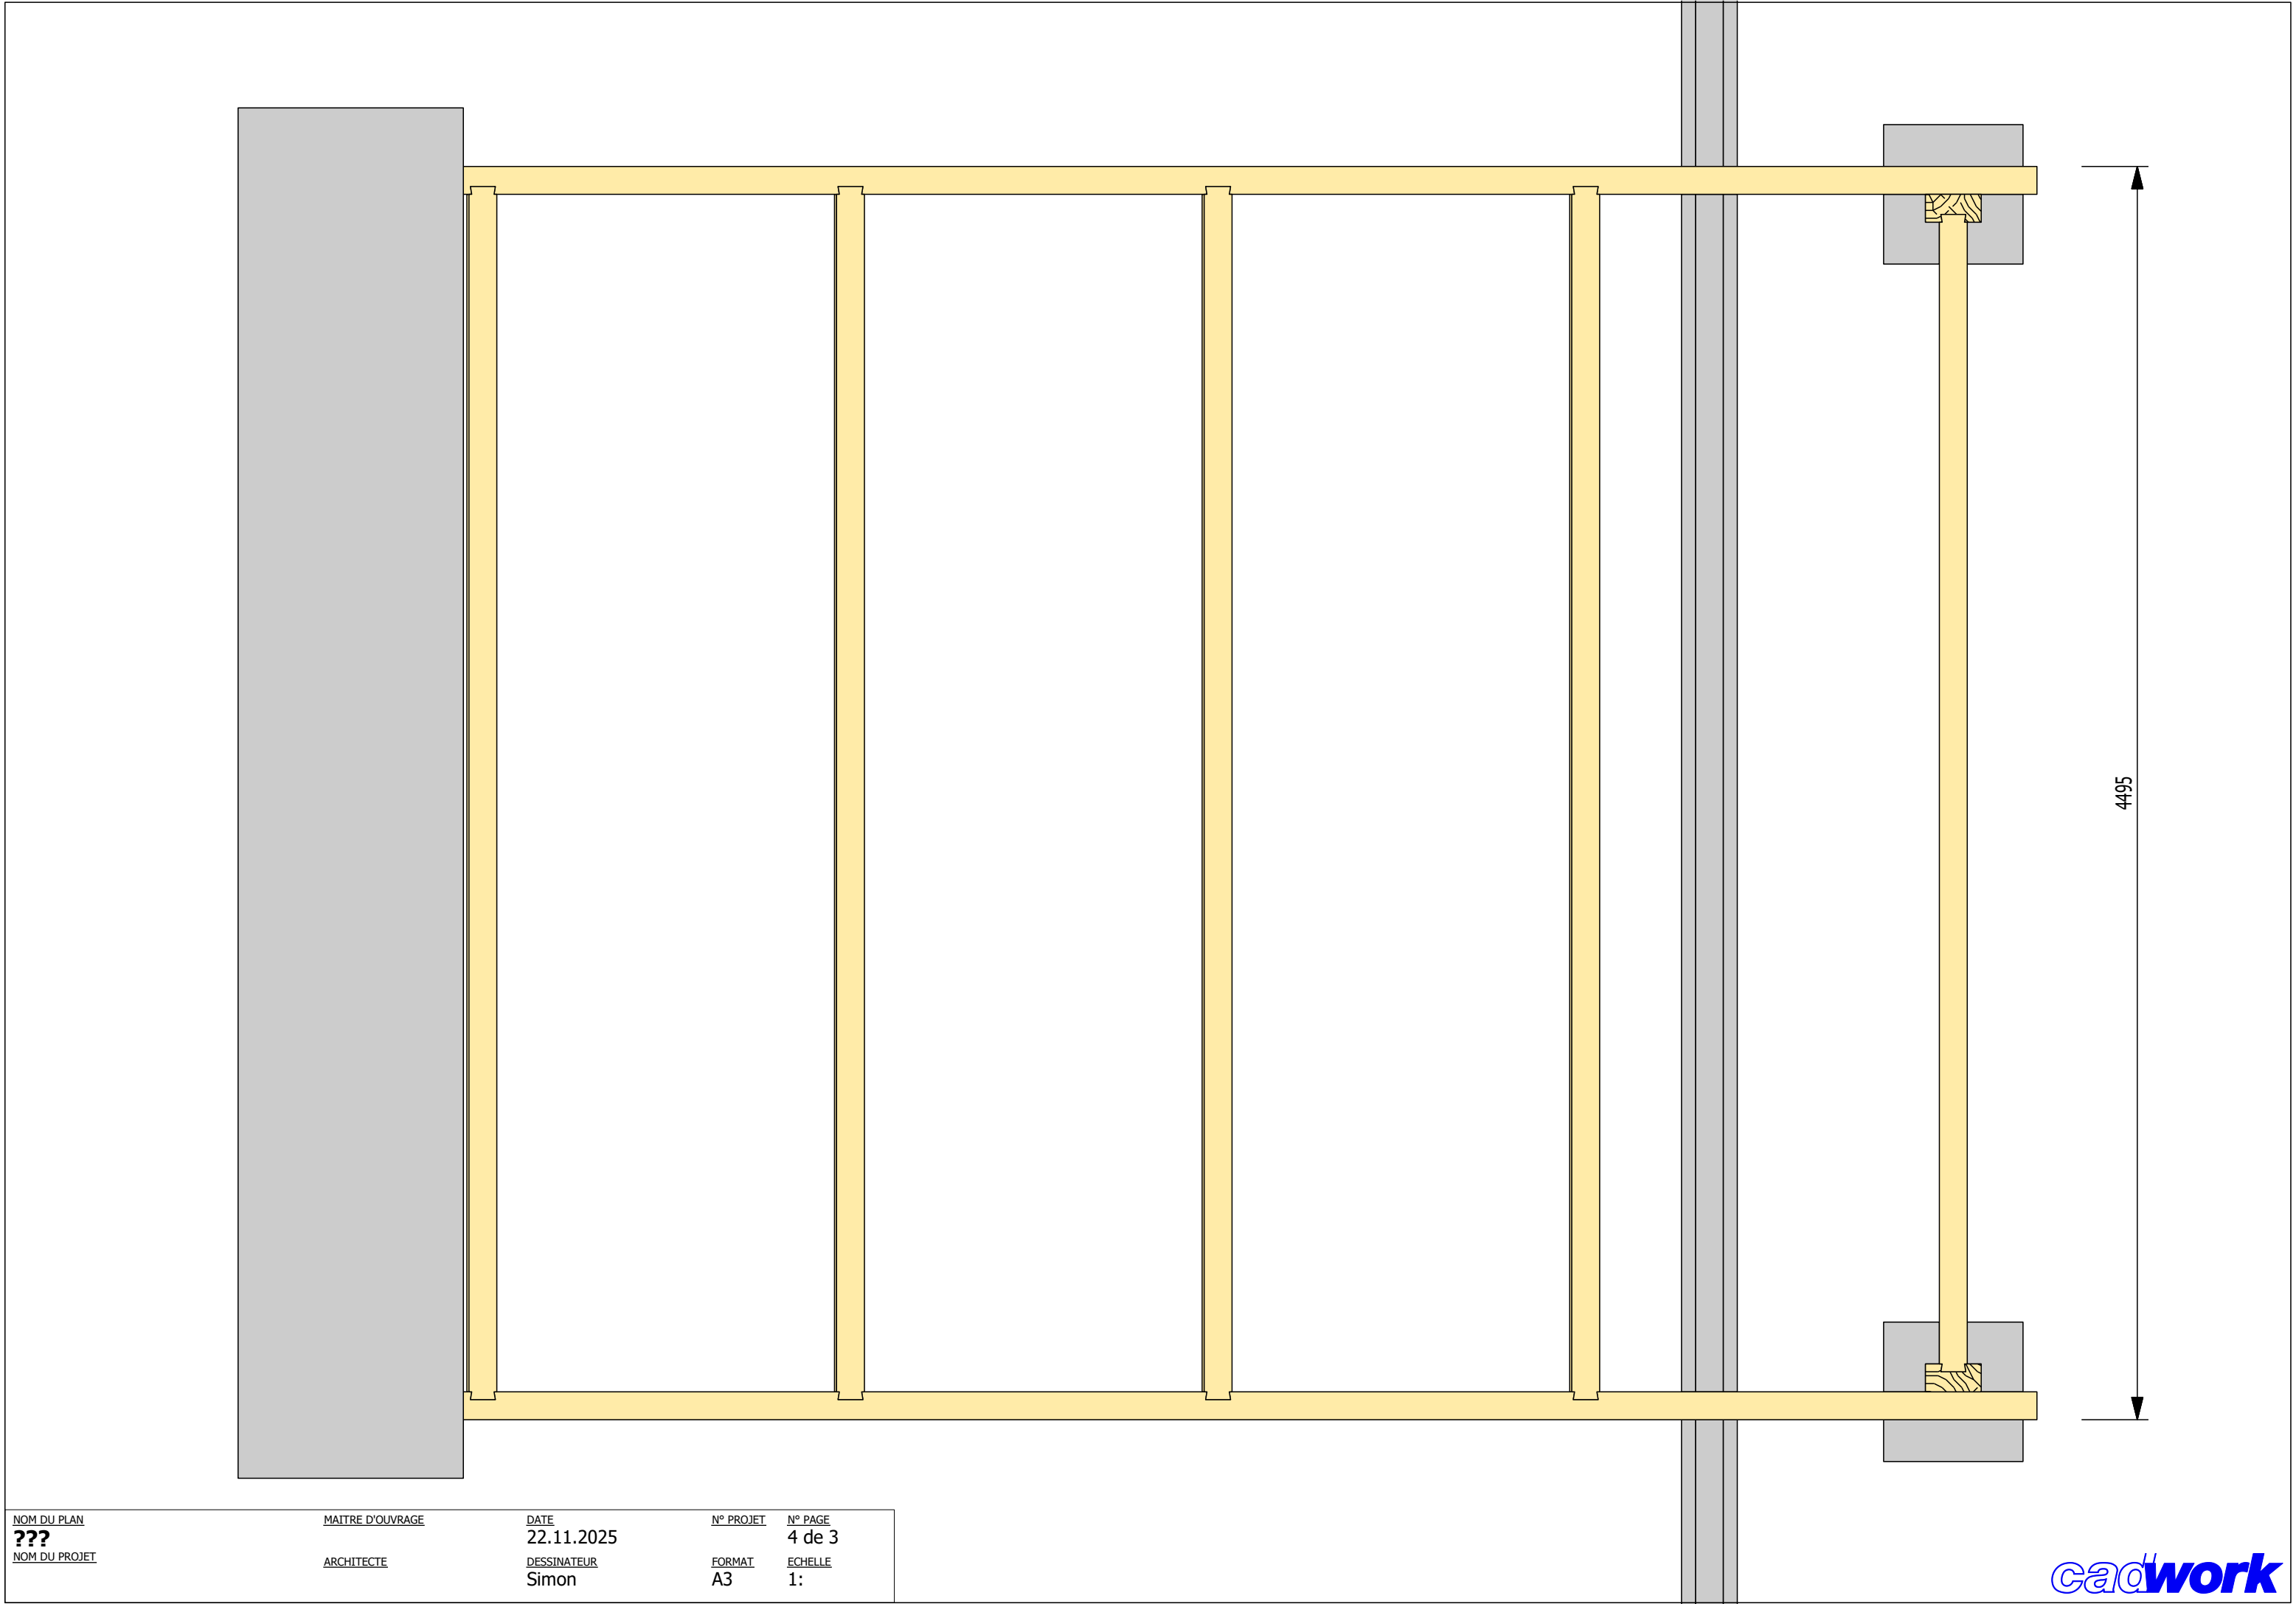 4495
NOM DU PLAN
???
NOM DU PROJET
MAITRE D'OUVRAGE
ARCHITECTE
DATE
22.11.2025
DESSINATEUR
Simon
N° PROJET
FORMAT
A3
N° PAGE
4 de 3
ECHELLE
1:
cadwork